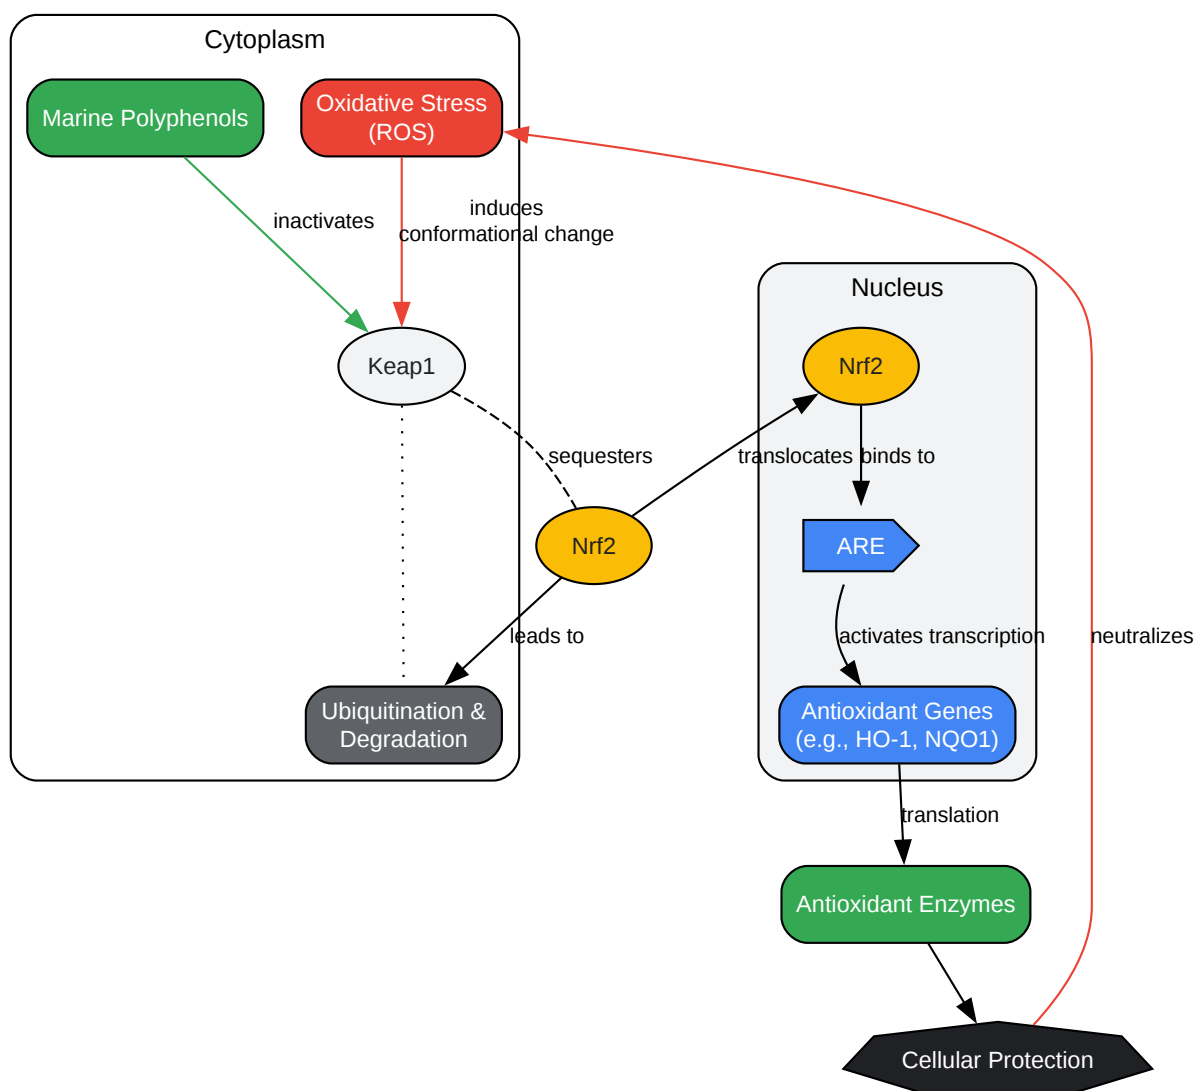 Cytoplasm
Marine Polyphenols
Oxidative Stress
(ROS)
inactivates
induces
conformational change
Nucleus
Keap1
Nrf2
sequesters
translocates
binds to
Nrf2
ARE
leads to
activates transcription
neutralizes
Ubiquitination &
Degradation
Antioxidant Genes
(e.g., HO-1, NQO1)
translation
Antioxidant Enzymes
Cellular Protection